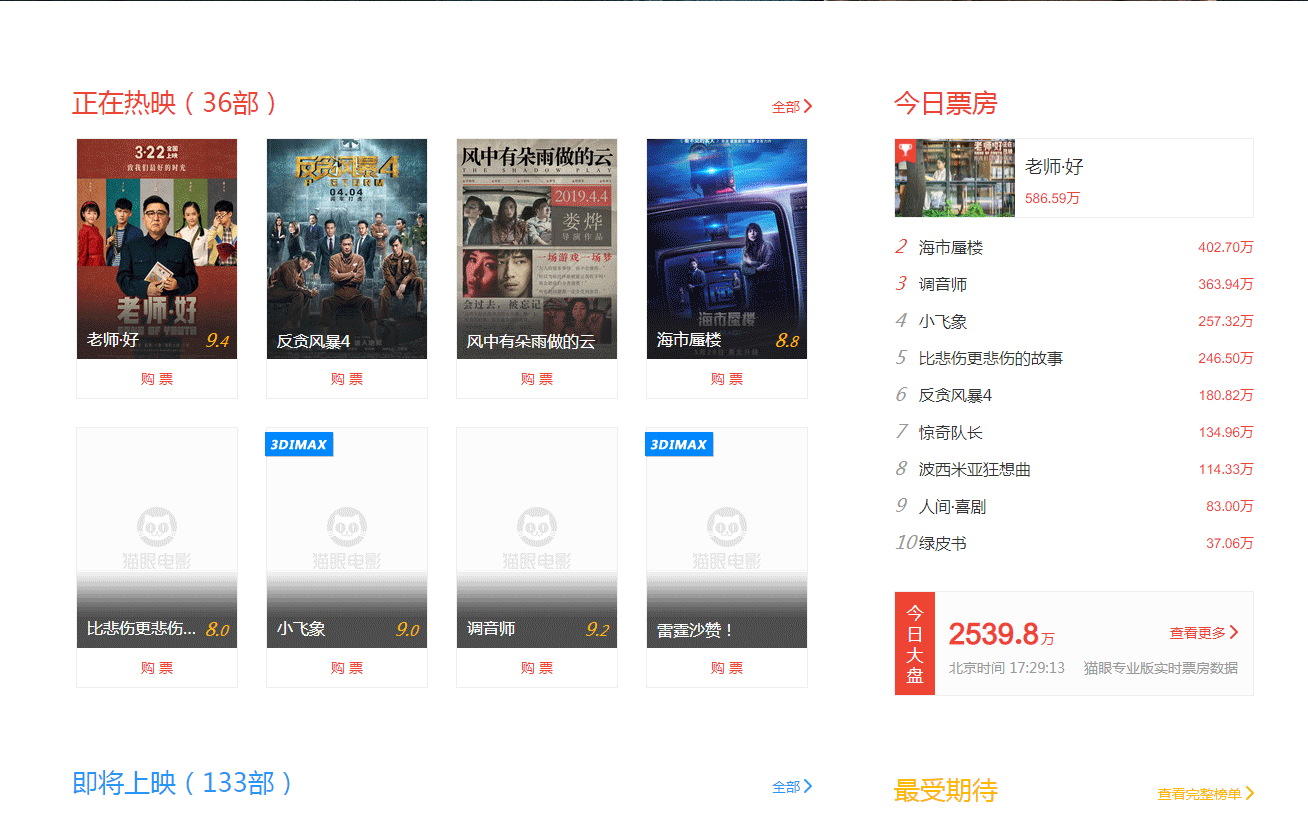 正在热映（36部）
全部
3·22 全国上映
致我们最好的时光
老师·好
老师·好 9.4
购 票
反贪风暴4
P STORM
04.04
反贪风暴4
购 票
风中有朵雨做的云
THE SHADOW PLAY
2019.4.4
娄烨
导演作品
一场游戏一场梦
会过去，被忘记
风中有朵雨做的云
购 票
海市蜃楼
海市蜃楼 8.8
购 票
猫眼电影
比悲伤更悲伤... 8.0
购 票
3DIMAX
猫眼电影
小飞象 9.0
购 票
猫眼电影
调音师 9.2
购 票
3DIMAX
猫眼电影
雷霆沙赞！
购 票
即将上映（133部）
全部
今日票房
老师·好
586.59万
2 海市蜃楼 402.70万
3 调音师 363.94万
4 小飞象 257.32万
5 比悲伤更悲伤的故事 246.50万
6 反贪风暴4 180.82万
7 惊奇队长 134.96万
8 波西米亚狂想曲 114.33万
9 人间·喜剧 83.00万
10 绿皮书 37.06万
今日大盘
2539.8万
查看更多
北京时间 17:29:13 猫眼专业版实时票房数据
最受期待
查看完整榜单